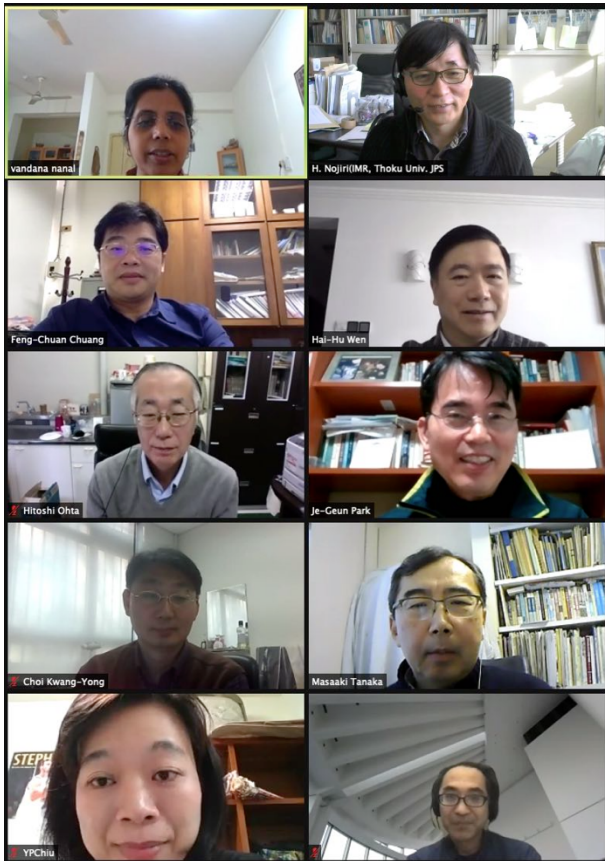 vandana nanal
H. Nojiri(IMR, Thoku Univ. JPS
Feng-Chuan Chuang
Hai-Hu Wen
Hitoshi Ohta
Je-Geun Park
Choi Kwang-Yong
Masaaki Tanaka
STEPH
YPChiu